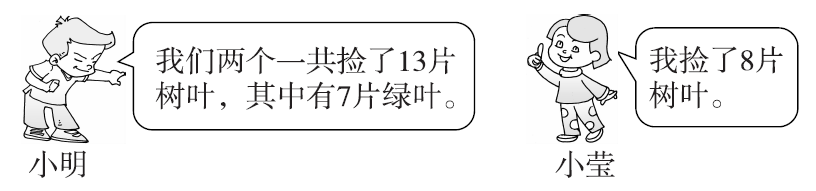 我们两个一共捡了13片
树叶，其中有7片绿叶。
小明
我捡了8片
树叶。
小莹